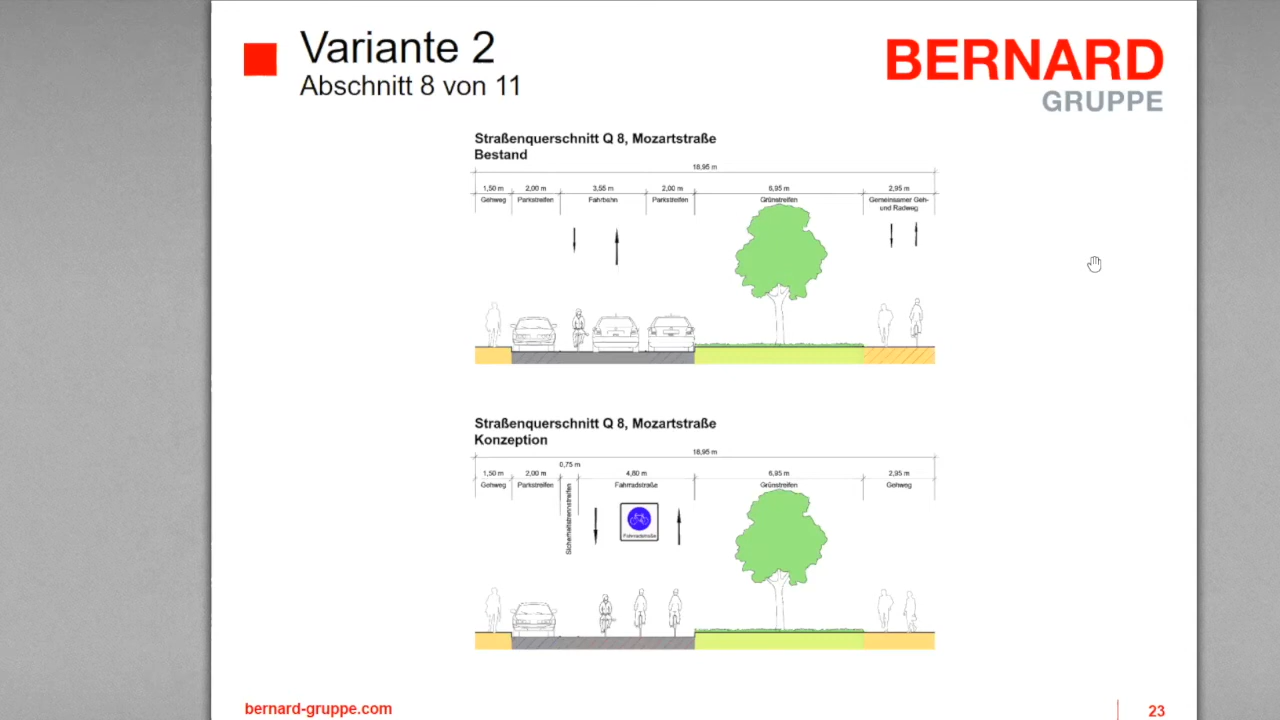 Variante 2
Abschnitt 8 von 11
BERNARD
GRUPPE
Straßenquerschnitt Q 8, Mozartstraße
Bestand
18,95 m
1,50 m 2,00 m 3,55 m 2,00 m 6,95 m 2,95 m
Gehweg Parkstreifen Fahrbahn Parkstreifen Grünstreifen Gemeinsamer Geh-
und Radweg
Straßenquerschnitt Q 8, Mozartstraße
Konzeption
18,95 m
0,75 m
1,50 m 2,00 m 4,80 m 6,95 m 2,95 m
Gehweg Parkstreifen Fahrradstraße Grünstreifen Gehweg
Sicherheitstrennstreifen
Fahrradstraße
bernard-gruppe.com
23